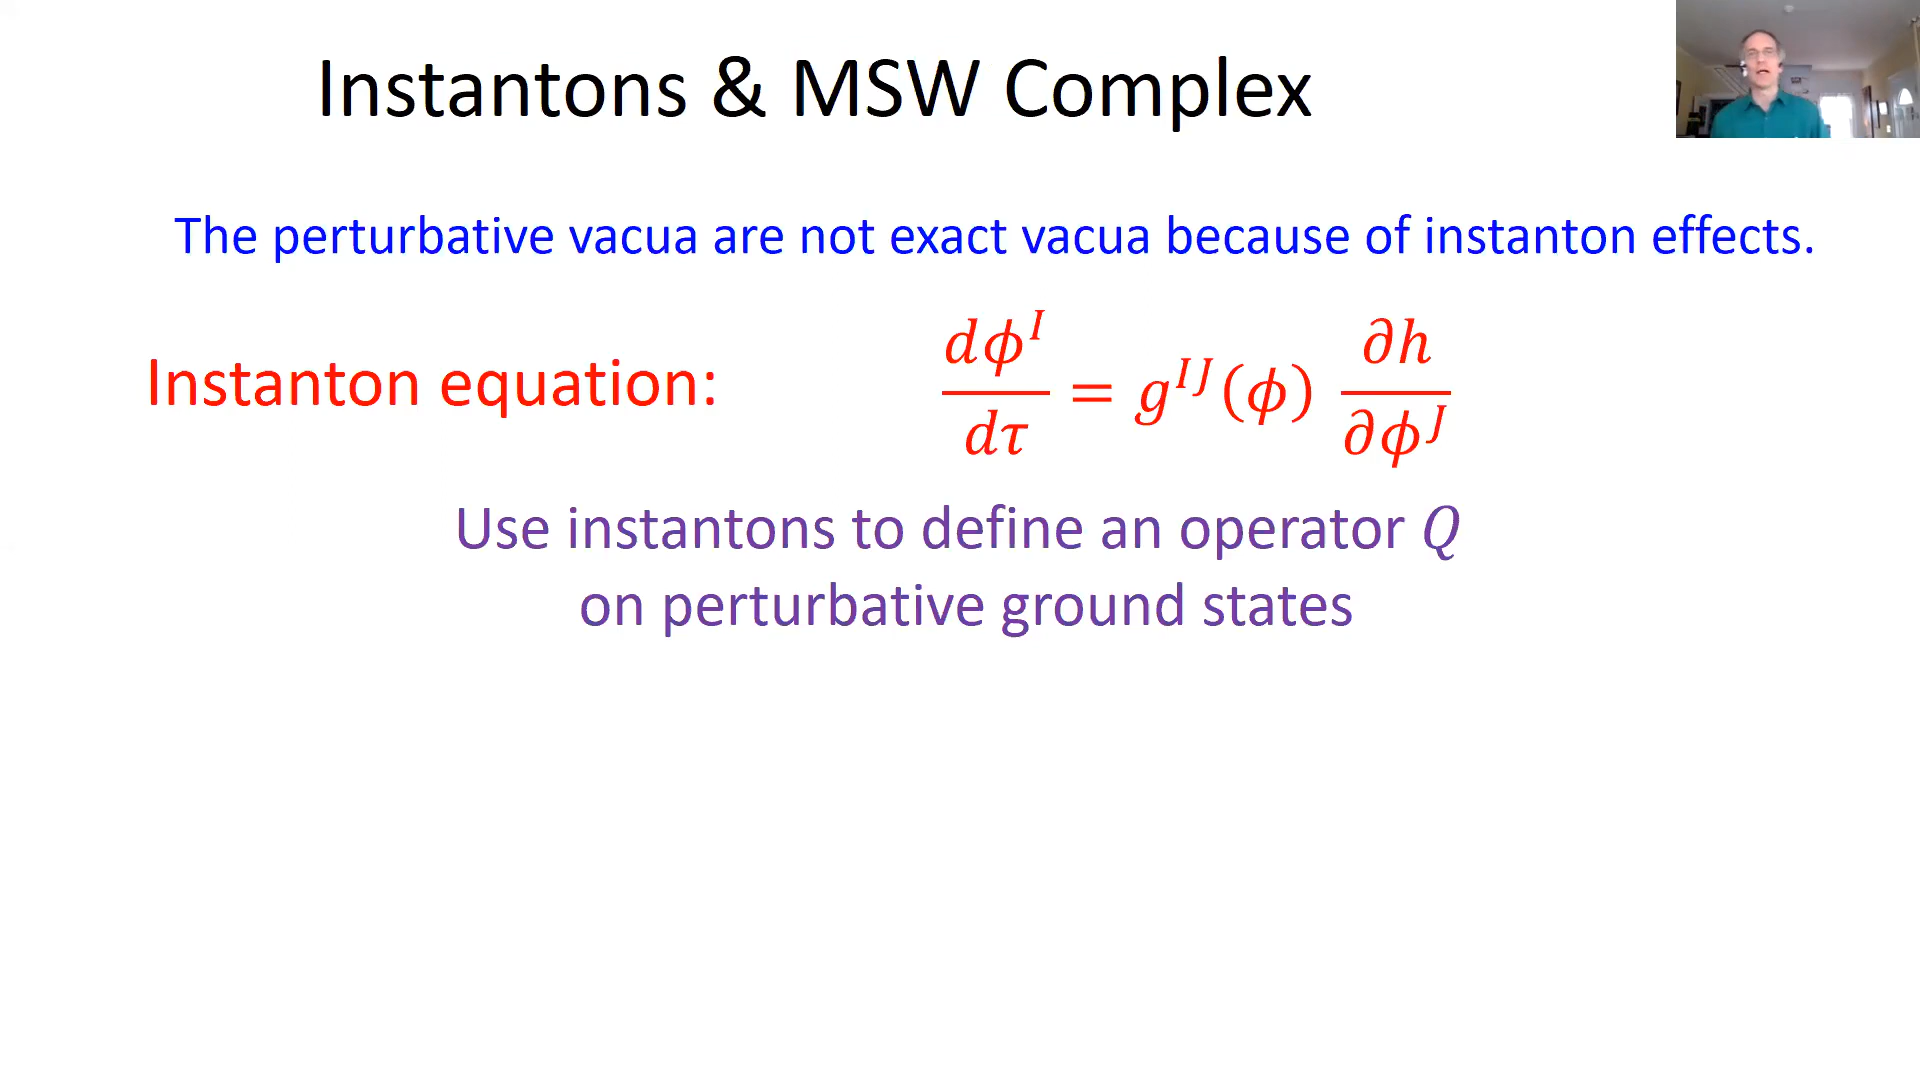 Instantons & MSW Complex
The perturbative vacua are not exact vacua because of instanton effects.
Instanton equation: dϕ^I/dτ = g^{IJ}(ϕ) ∂h/∂ϕ^J
Use instantons to define an operator Q
on perturbative ground states